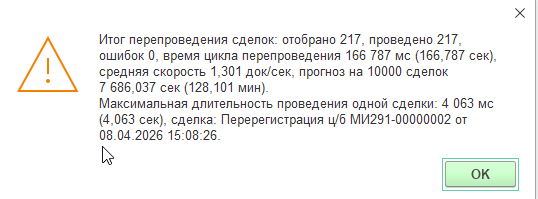 Итог перепроведения сделок: отобрано 217, проведено 217,
ошибок 0, время цикла перепроведения 166 787 мс (166,787 сек),
средняя скорость 1,301 док/сек, прогноз на 10000 сделок
7 686,037 сек (128,101 мин).
Максимальная длительность проведения одной сделки: 4 063 мс
(4,063 сек), сделка: Перерегистрация ц/б МИ291-00000002 от
08.04.2026 15:08:26.
ОК